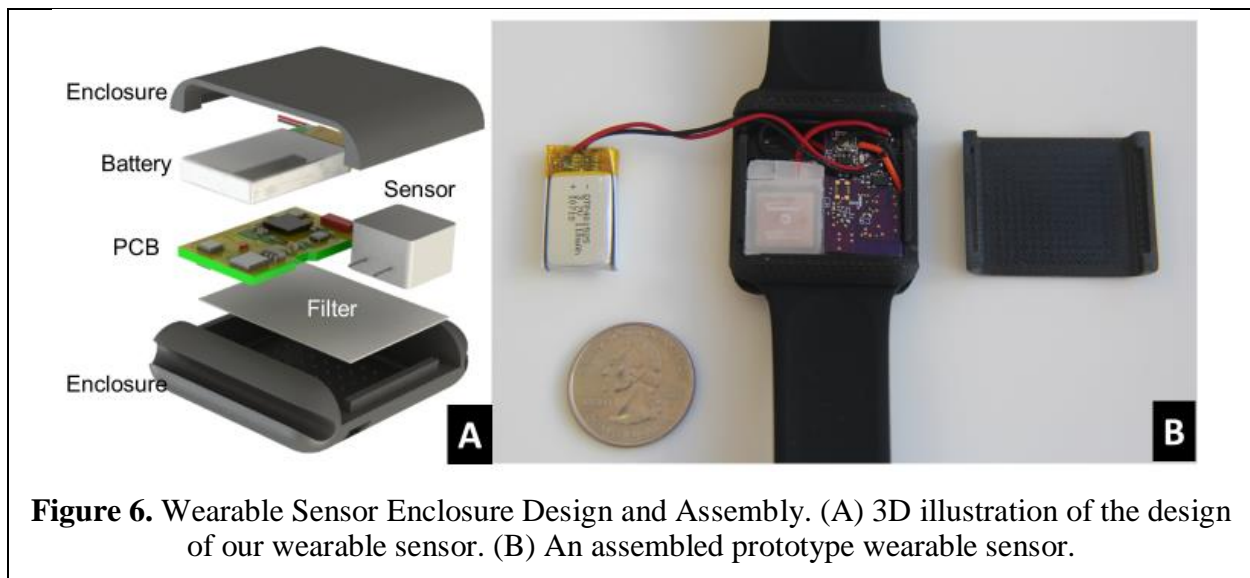 Enclosure
Battery
Sensor
PCB
Filter
Enclosure
A
B
Figure 6. Wearable Sensor Enclosure Design and Assembly. (A) 3D illustration of the design
of our wearable sensor. (B) An assembled prototype wearable sensor.